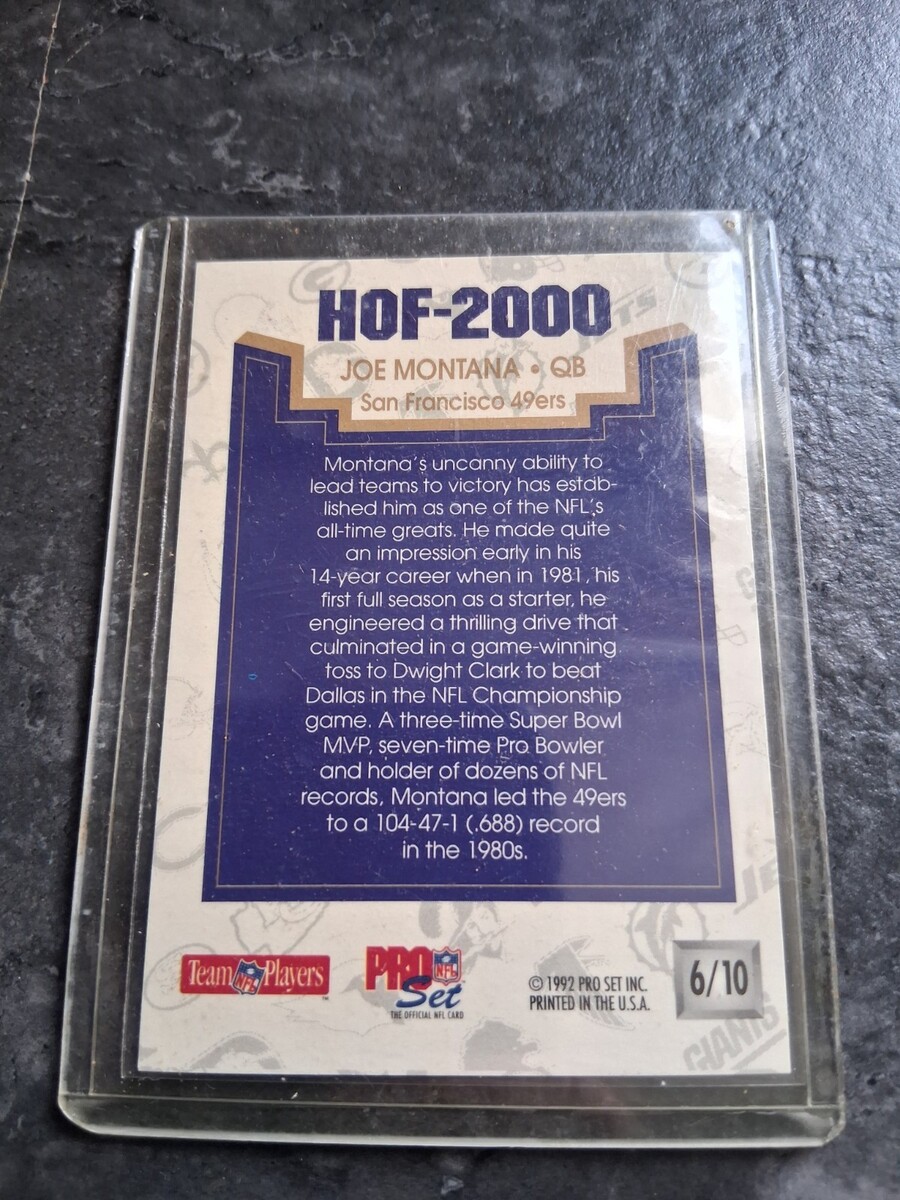 HOF-2000
JOE MONTANA • QB
San Francisco 49ers
Montana's uncanny ability to
lead teams to victory has estab-
lished him as one of the NFL's
all-time greats. He made quite
an impression early in his
14-year career when in 1981, his
first full season as a starter, he
engineered a thrilling drive that
culminated in a game-winning
toss to Dwight Clark to beat
Dallas in the NFL Championship
game. A three-time Super Bowl
MVP, seven-time Pro Bowler
and holder of dozens of NFL
records, Montana led the 49ers
to a 104-47-1 (.688) record
in the 1980s.
Team NFL Players
PRO NFL
Set
THE OFFICIAL NFL CARD
© 1992 PRO SET INC.
PRINTED IN THE U.S.A.
6/10
JETS
GIANTS